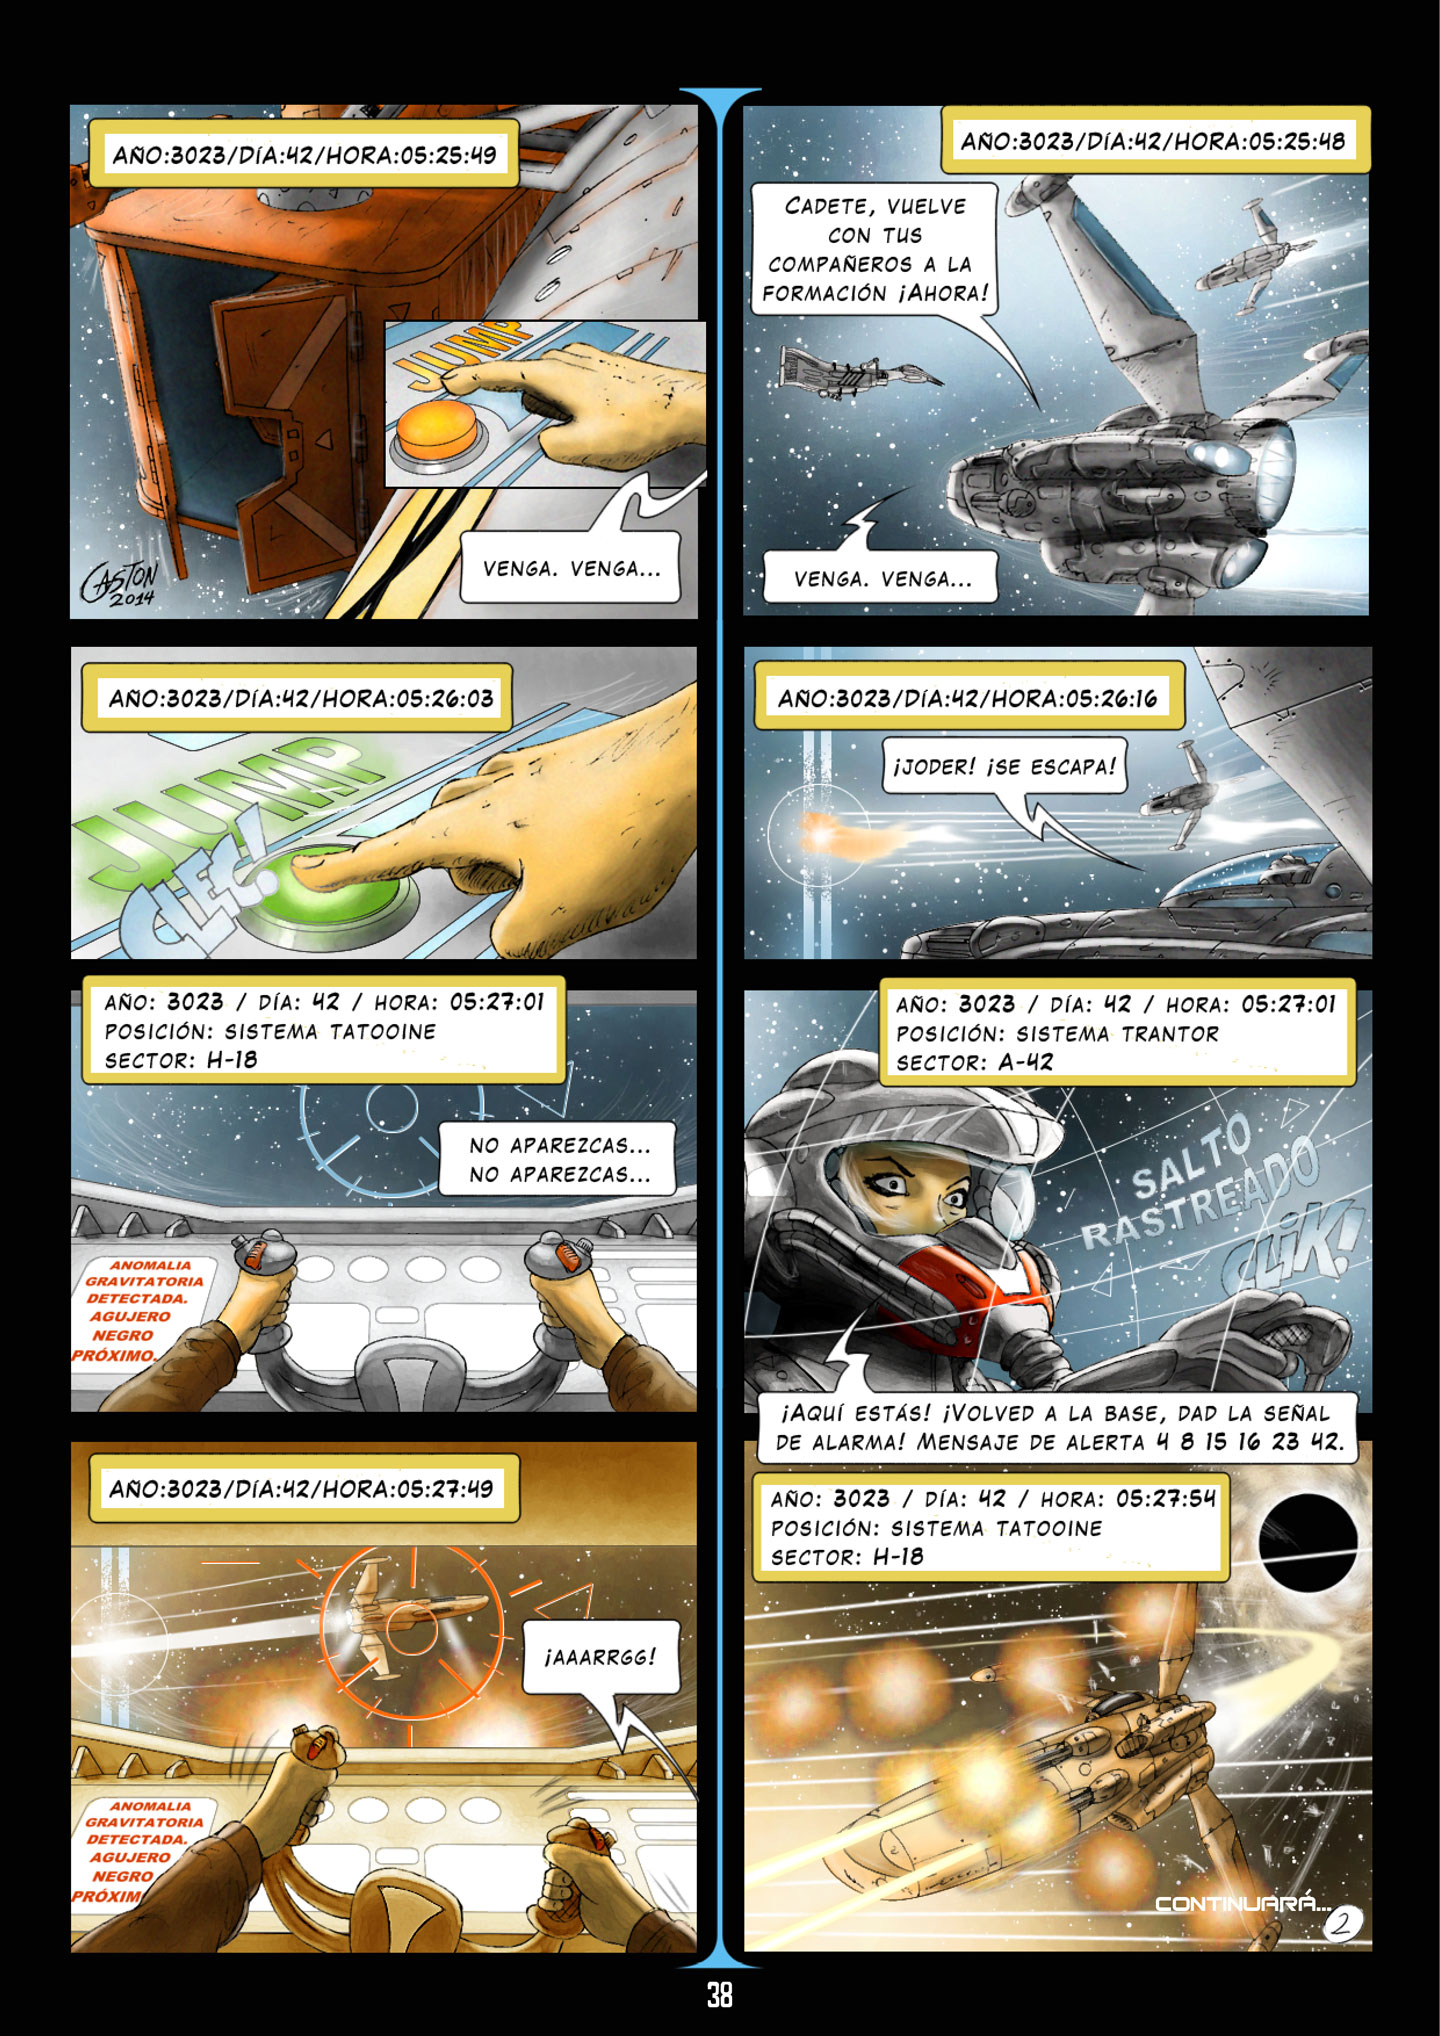 AÑO:3023/DÍA:42/HORA:05:25:49
JUMP
VENGA. VENGA...
CASTON
2014
AÑO:3023/DÍA:42/HORA:05:25:48
CADETE, VUELVE
CON TUS
COMPAÑEROS A LA
FORMACIÓN ¡AHORA!
VENGA. VENGA...
AÑO:3023/DÍA:42/HORA:05:26:03
JUMP
CLEC!
AÑO:3023/DÍA:42/HORA:05:26:16
¡JODER! ¡SE ESCAPA!
AÑO: 3023 / DÍA: 42 / HORA: 05:27:01
POSICIÓN: SISTEMA TATOOINE
SECTOR: H-18
NO APAREZCAS...
NO APAREZCAS...
ANOMALIA
GRAVITATORIA
DETECTADA.
AGUJERO
NEGRO
PRÓXIMO.
AÑO: 3023 / DÍA: 42 / HORA: 05:27:01
POSICIÓN: SISTEMA TRANTOR
SECTOR: A-42
SALTO
RASTREADO
CLIK!
¡AQUÍ ESTÁS! ¡VOLVED A LA BASE, DAD LA SEÑAL
DE ALARMA! MENSAJE DE ALERTA 4 8 15 16 23 42.
AÑO:3023/DÍA:42/HORA:05:27:49
¡AAARRGG!
ANOMALIA
GRAVITATORIA
DETECTADA.
AGUJERO
NEGRO
PRÓXIMO.
AÑO: 3023 / DÍA: 42 / HORA: 05:27:54
POSICIÓN: SISTEMA TATOOINE
SECTOR: H-18
CONTINUARÁ...
2
38